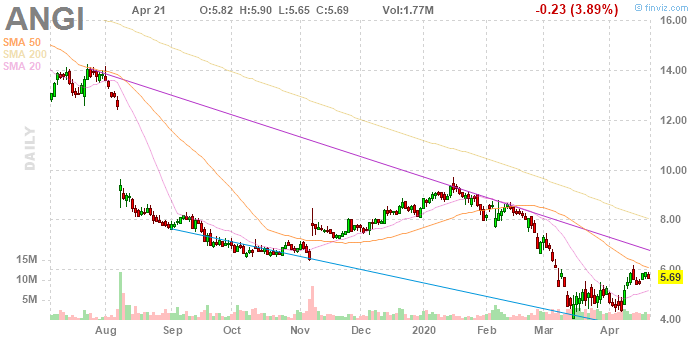 ANGI
Apr 21 O:5.82 H:5.90 L:5.65 C:5.69 Vol:1.77M -0.23 (3.89%)
© finviz.com
SMA 50
SMA 200
SMA 20
DAILY
16.00
14.00
12.00
10.00
8.00
6.00
5.69
4.00
15M
10M
5M
Aug Sep Oct Nov Dec 2020 Feb Mar Apr